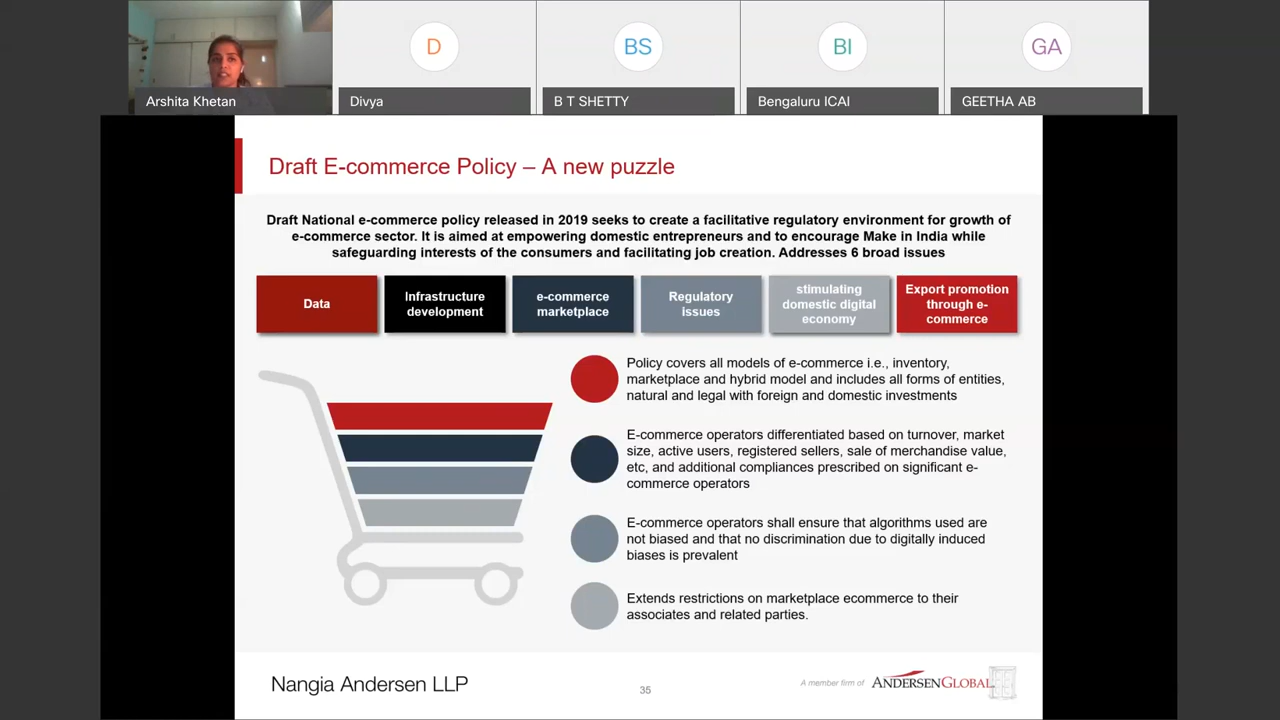 D
BS
BI
GA
Arshita Khetan
Divya
B T SHETTY
Bengaluru ICAI
GEETHA AB
Draft E-commerce Policy – A new puzzle
Draft National e-commerce policy released in 2019 seeks to create a facilitative regulatory environment for growth of
e-commerce sector. It is aimed at empowering domestic entrepreneurs and to encourage Make in India while
safeguarding interests of the consumers and facilitating job creation. Addresses 6 broad issues
Data
Infrastructure
development
e-commerce
marketplace
Regulatory
issues
stimulating
domestic digital
economy
Export promotion
through e-
commerce
Policy covers all models of e-commerce i.e., inventory,
marketplace and hybrid model and includes all forms of entities,
natural and legal with foreign and domestic investments
E-commerce operators differentiated based on turnover, market
size, active users, registered sellers, sale of merchandise value,
etc, and additional compliances prescribed on significant e-
commerce operators
E-commerce operators shall ensure that algorithms used are
not biased and that no discrimination due to digitally induced
biases is prevalent
Extends restrictions on marketplace ecommerce to their
associates and related parties.
Nangia Andersen LLP
35
A member firm of
ANDERSEN GLOBAL